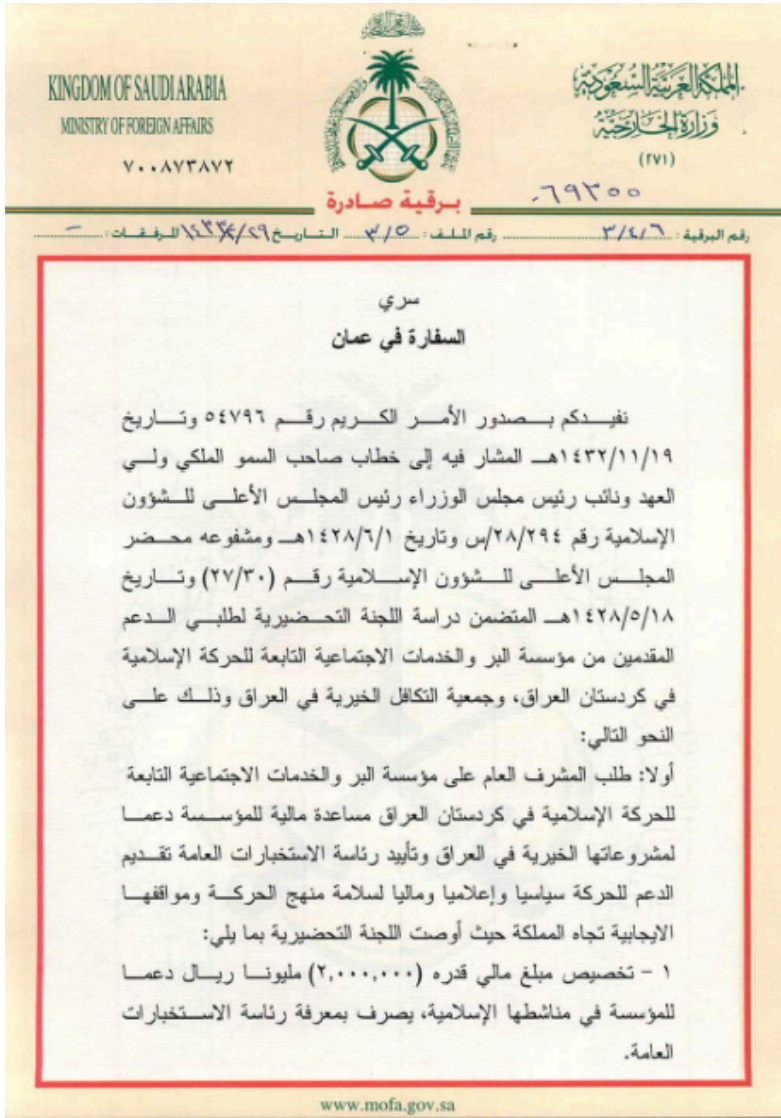 KINGDOM OF SAUDI ARABIA
MINISTRY OF FOREIGN AFFAIRS
٧٠٠٨٧٣٨٧٢
المملكة العربية السعودية
وزارة الخارجية
(٢٧١)
برقية صادرة
٠٦٩٣٥٥
رقم البرقية : ٣/٤/٦ رقم الملف : ٣/٥ التاريخ ١٤٣٣/٤/٢٩ المرفقات : -
سري
السفارة في عمان
نفيدكم بصدور الأمر الكريم رقم ٥٤٧٩٦ وتاريخ
١٤٣٢/١١/١٩هـ المشار فيه إلى خطاب صاحب السمو الملكي ولي
العهد ونائب رئيس مجلس الوزراء رئيس المجلس الأعلى للشؤون
الإسلامية رقم ٢٨/٢٩٤/س وتاريخ ١٤٢٨/٦/١هـ ومشفوعه محضر
المجلس الأعلى للشؤون الإسلامية رقم (٢٧/٣٠) وتاريخ
١٤٢٨/٥/١٨هـ المتضمن دراسة اللجنة التحضيرية لطلبي الدعم
المقدمين من مؤسسة البر والخدمات الاجتماعية التابعة للحركة الإسلامية
في كردستان العراق، وجمعية التكافل الخيرية في العراق وذلك على
النحو التالي:
أولا: طلب المشرف العام على مؤسسة البر والخدمات الاجتماعية التابعة
للحركة الإسلامية في كردستان العراق مساعدة مالية للمؤسسة دعما
لمشروعاتها الخيرية في العراق وتأييد رئاسة الاستخبارات العامة تقديم
الدعم للحركة سياسيا وإعلاميا وماليا لسلامة منهج الحركة ومواقفها
الايجابية تجاه المملكة حيث أوصت اللجنة التحضيرية بما يلي:
١ - تخصيص مبلغ مالي قدره (٢,٠٠٠,٠٠٠) مليونا ريال دعما
للمؤسسة في مناشطها الإسلامية، يصرف بمعرفة رئاسة الاستخبارات
العامة.
www.mofa.gov.sa